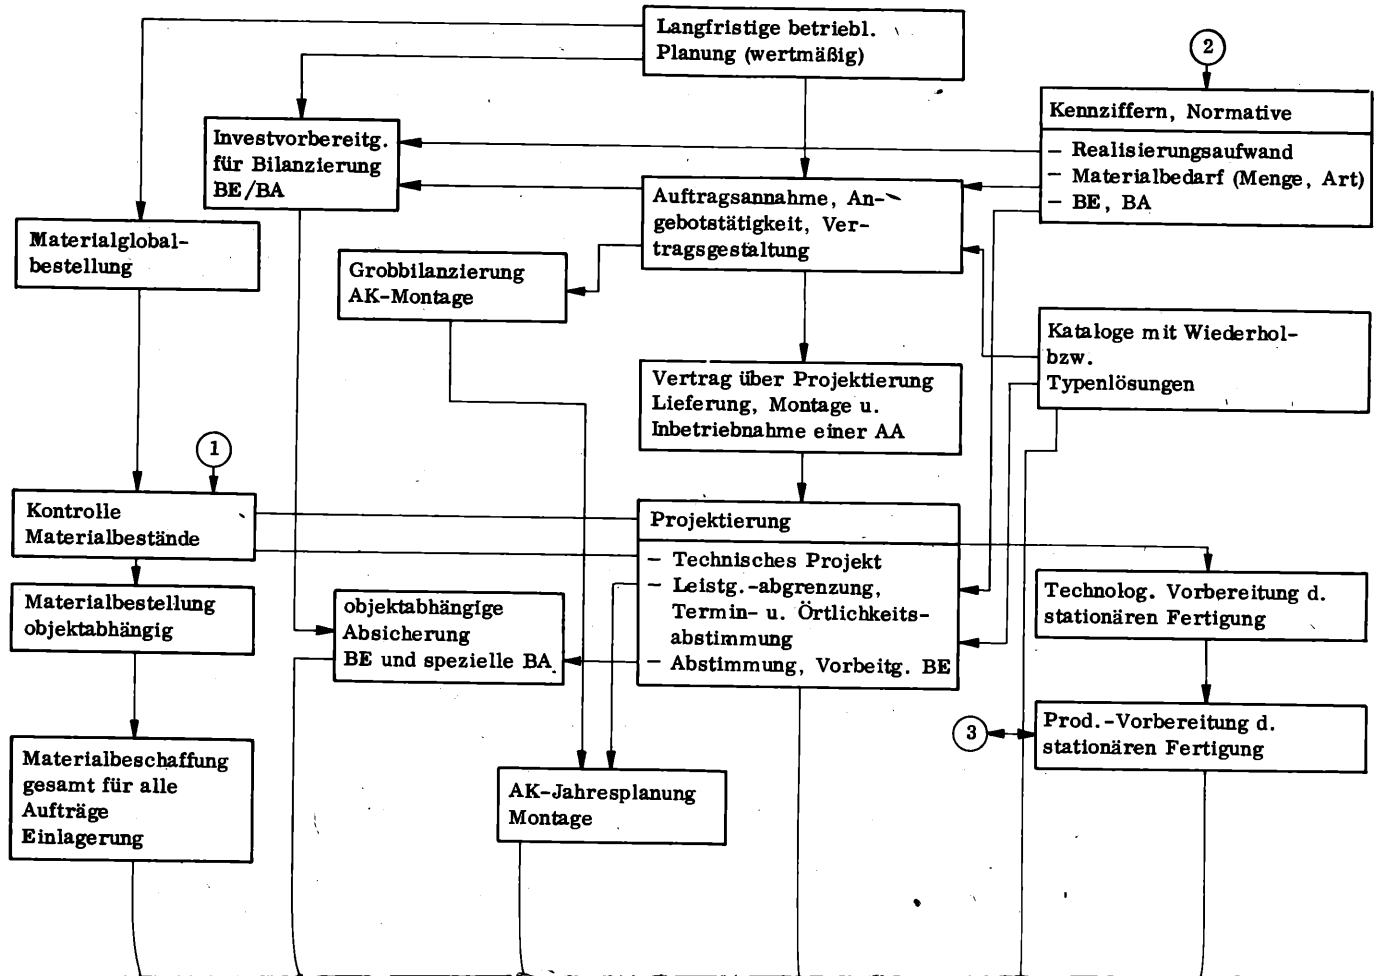 Langfristige betriebl.
Planung (wertmäßig)
2
Kennziffern, Normative
– Realisierungsaufwand
– Materialbedarf (Menge, Art)
– BE, BA
Investvorbereitg.
für Bilanzierung
BE/BA
Auftragsannahme, An-
gebotstätigkeit, Ver-
tragsgestaltung
Materialglobal-
bestellung
Grobbilanzierung
AK-Montage
Kataloge mit Wiederhol-
bzw.
Typenlösungen
Vertrag über Projektierung
Lieferung, Montage u.
Inbetriebnahme einer AA
1
Kontrolle
Materialbestände
Projektierung
– Technisches Projekt
– Leistg.-abgrenzung,
Termin- u. Örtlichkeits-
abstimmung
– Abstimmung, Vorbeitg. BE
Materialbestellung
objektabhängig
objektabhängige
Absicherung
BE und spezielle BA
Technolog. Vorbereitung d.
stationären Fertigung
3
Prod.-Vorbereitung d.
stationären Fertigung
Materialbeschaffung
gesamt für alle
Aufträge
Einlagerung
AK-Jahresplanung
Montage